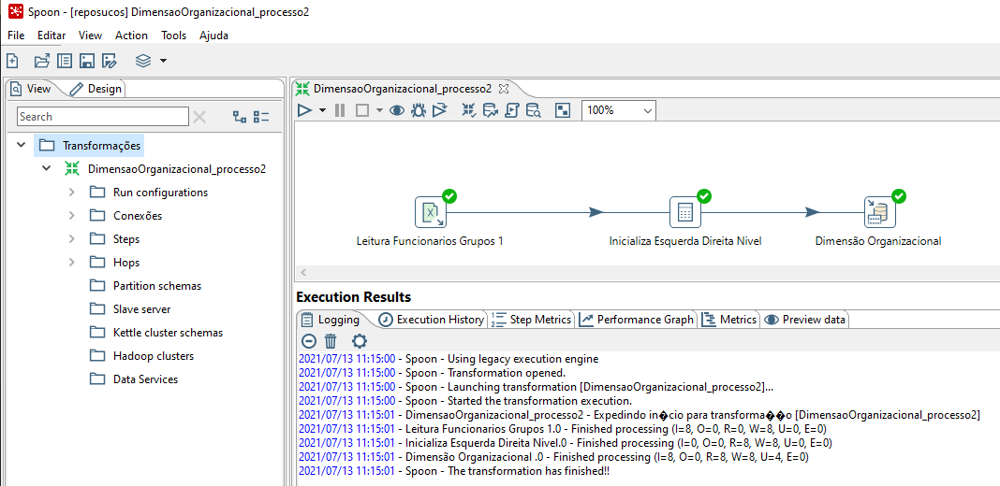 Spoon - [reposucos] DimensaoOrganizacional_processo2
File Editar View Action Tools Ajuda
View Design
Search
Transformações
DimensaoOrganizacional_processo2
Run configurations
Conexões
Steps
Hops
Partition schemas
Slave server
Kettle cluster schemas
Hadoop clusters
Data Services
DimensaoOrganizacional_processo2
100%
Leitura Funcionarios Grupos 1
Inicializa Esquerda Direita Nivel
Dimensão Organizacional
Execution Results
Logging Execution History Step Metrics Performance Graph Metrics Preview data
2021/07/13 11:15:00 - Spoon - Using legacy execution engine
2021/07/13 11:15:00 - Spoon - Transformation opened.
2021/07/13 11:15:00 - Spoon - Launching transformation [DimensaoOrganizacional_processo2]...
2021/07/13 11:15:00 - Spoon - Started the transformation execution.
2021/07/13 11:15:01 - DimensaoOrganizacional_processo2 - Expedindo in�cio para transforma��o [DimensaoOrganizacional_processo2]
2021/07/13 11:15:01 - Leitura Funcionarios Grupos 1.0 - Finished processing (I=8, O=0, R=0, W=8, U=0, E=0)
2021/07/13 11:15:01 - Inicializa Esquerda Direita Nivel.0 - Finished processing (I=0, O=0, R=8, W=8, U=0, E=0)
2021/07/13 11:15:01 - Dimensão Organizacional .0 - Finished processing (I=8, O=0, R=8, W=8, U=4, E=0)
2021/07/13 11:15:01 - Spoon - The transformation has finished!!